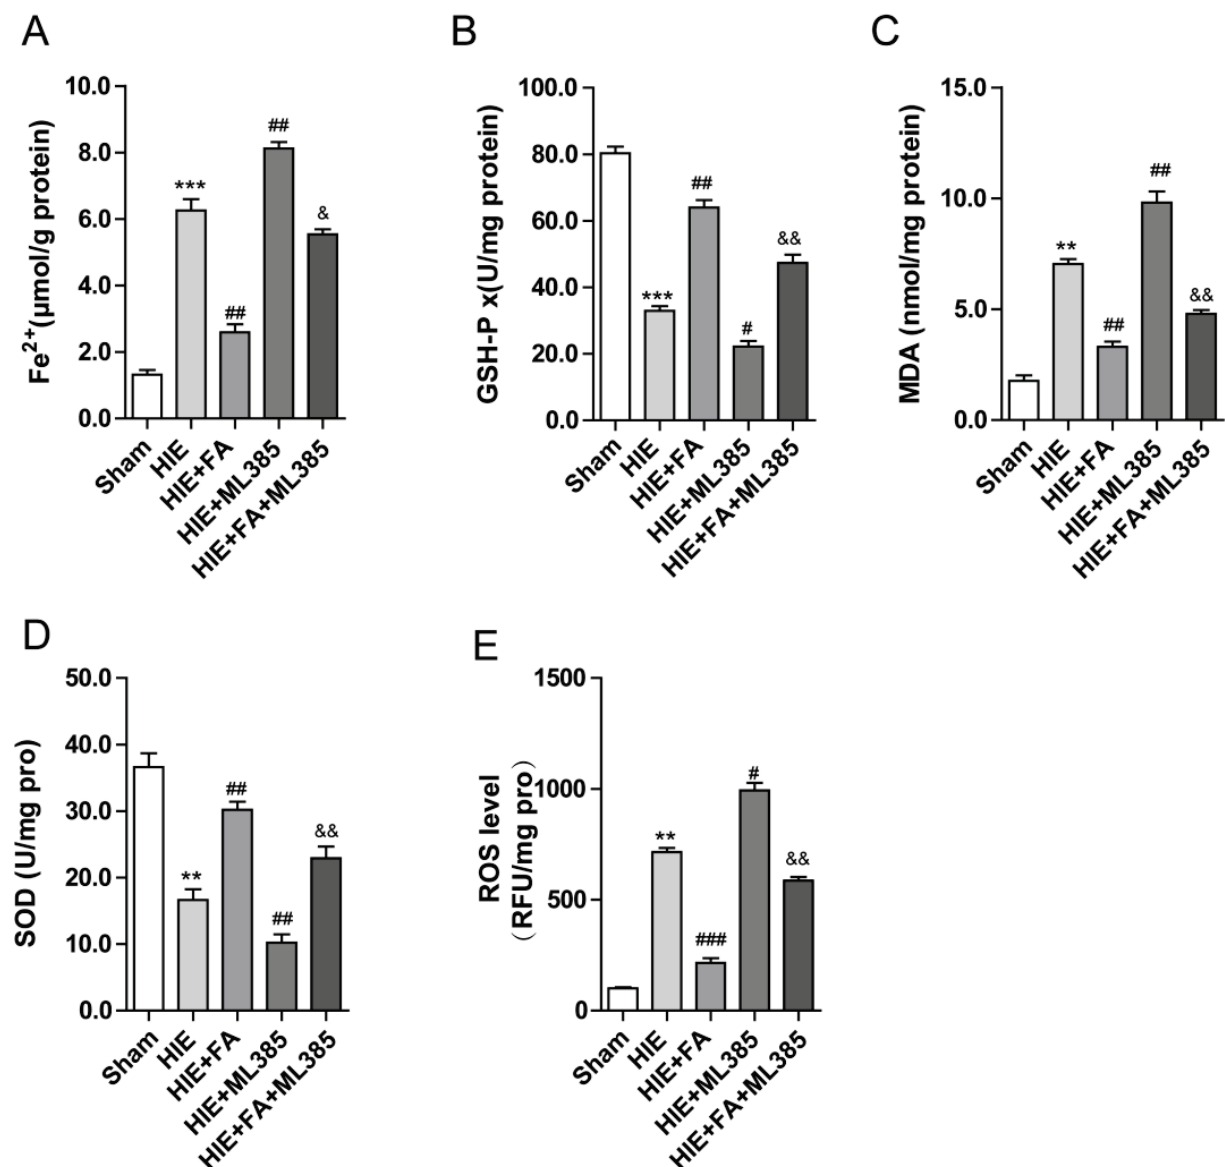 A
Fe2+(μmol/g protein)
10.0
8.0
6.0
4.0
2.0
0.0
***
##
##
&
Sham
HIE
HIE+FA
HIE+ML385
HIE+FA+ML385
B
GSH-P x(U/mg protein)
100.0
80.0
60.0
40.0
20.0
0.0
***
##
#
&&
Sham
HIE
HIE+FA
HIE+ML385
HIE+FA+ML385
C
MDA (nmol/mg protein)
15.0
10.0
5.0
0.0
**
##
##
&&
Sham
HIE
HIE+FA
HIE+ML385
HIE+FA+ML385
D
SOD (U/mg pro)
50.0
40.0
30.0
20.0
10.0
0.0
**
##
##
&&
Sham
HIE
HIE+FA
HIE+ML385
HIE+FA+ML385
E
ROS level
（RFU/mg pro）
1500
1000
500
0
**
###
#
&&
Sham
HIE
HIE+FA
HIE+ML385
HIE+FA+ML385